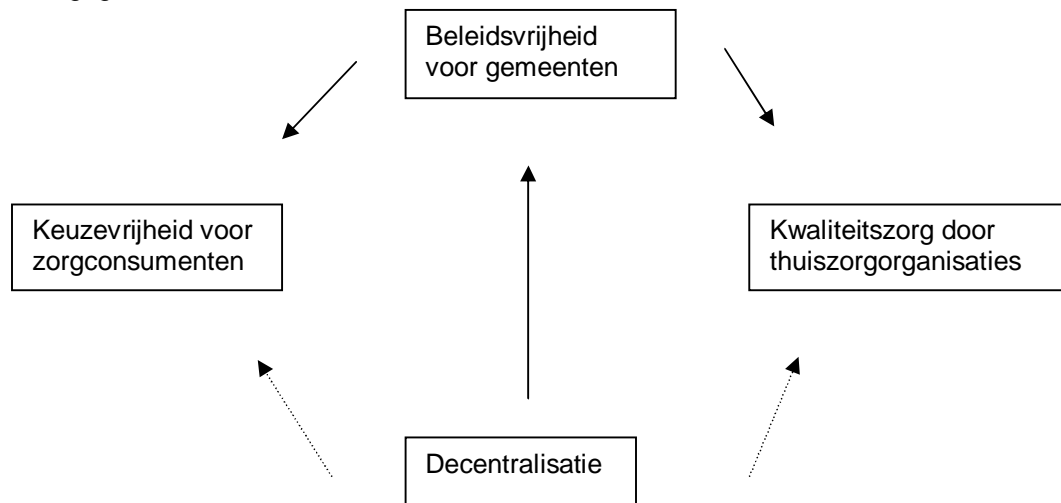 Beleidsvrijheid
voor gemeenten
Keuzevrijheid voor
zorgconsumenten
Kwaliteitszorg door
thuiszorgorganisaties
Decentralisatie